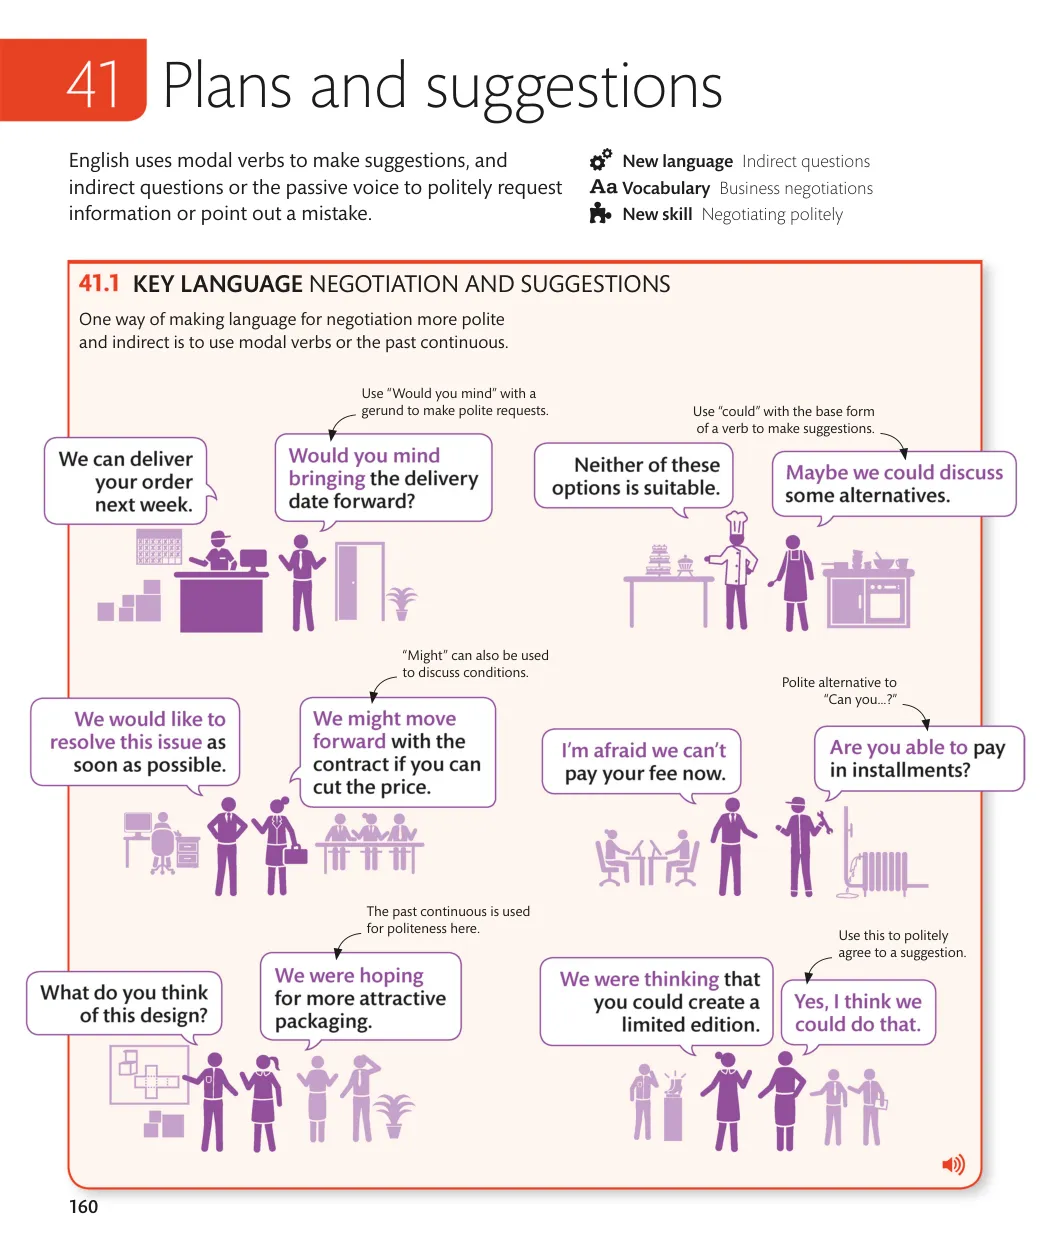 41 Plans and suggestions
English uses modal verbs to make suggestions, and
indirect questions or the passive voice to politely request
information or point out a mistake.
New language Indirect questions
Aa Vocabulary Business negotiations
New skill Negotiating politely
41.1 KEY LANGUAGE NEGOTIATION AND SUGGESTIONS
One way of making language for negotiation more polite
and indirect is to use modal verbs or the past continuous.
Use “Would you mind” with a
gerund to make polite requests.
We can deliver
your order
next week.
Would you mind
bringing the delivery
date forward?
Use “could” with the base form
of a verb to make suggestions.
Neither of these
options is suitable.
Maybe we could discuss
some alternatives.
“Might” can also be used
to discuss conditions.
We would like to
resolve this issue as
soon as possible.
We might move
forward with the
contract if you can
cut the price.
Polite alternative to
“Can you...?”
I’m afraid we can’t
pay your fee now.
Are you able to pay
in installments?
The past continuous is used
for politeness here.
What do you think
of this design?
We were hoping
for more attractive
packaging.
Use this to politely
agree to a suggestion.
We were thinking that
you could create a
limited edition.
Yes, I think we
could do that.
160